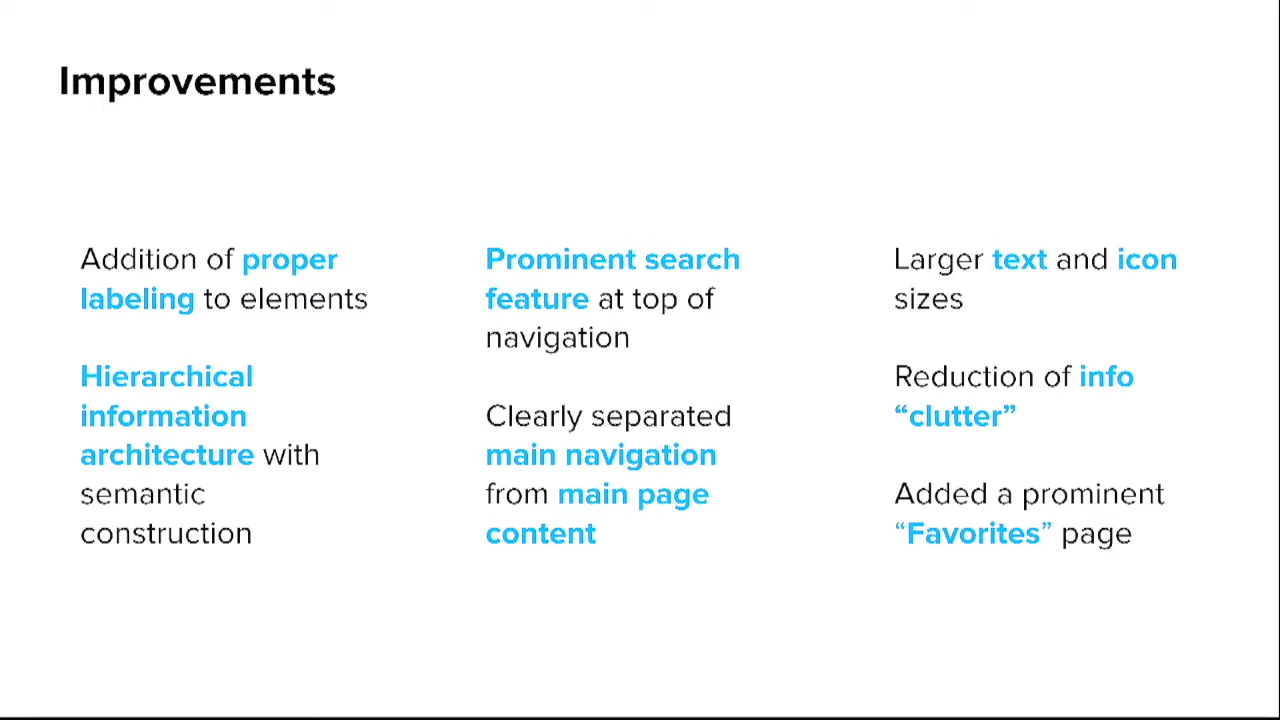 Improvements
Addition of proper
labeling to elements
Hierarchical
information
architecture with
semantic
construction
Prominent search
feature at top of
navigation
Clearly separated
main navigation
from main page
content
Larger text and icon
sizes
Reduction of info
“clutter”
Added a prominent
“Favorites” page